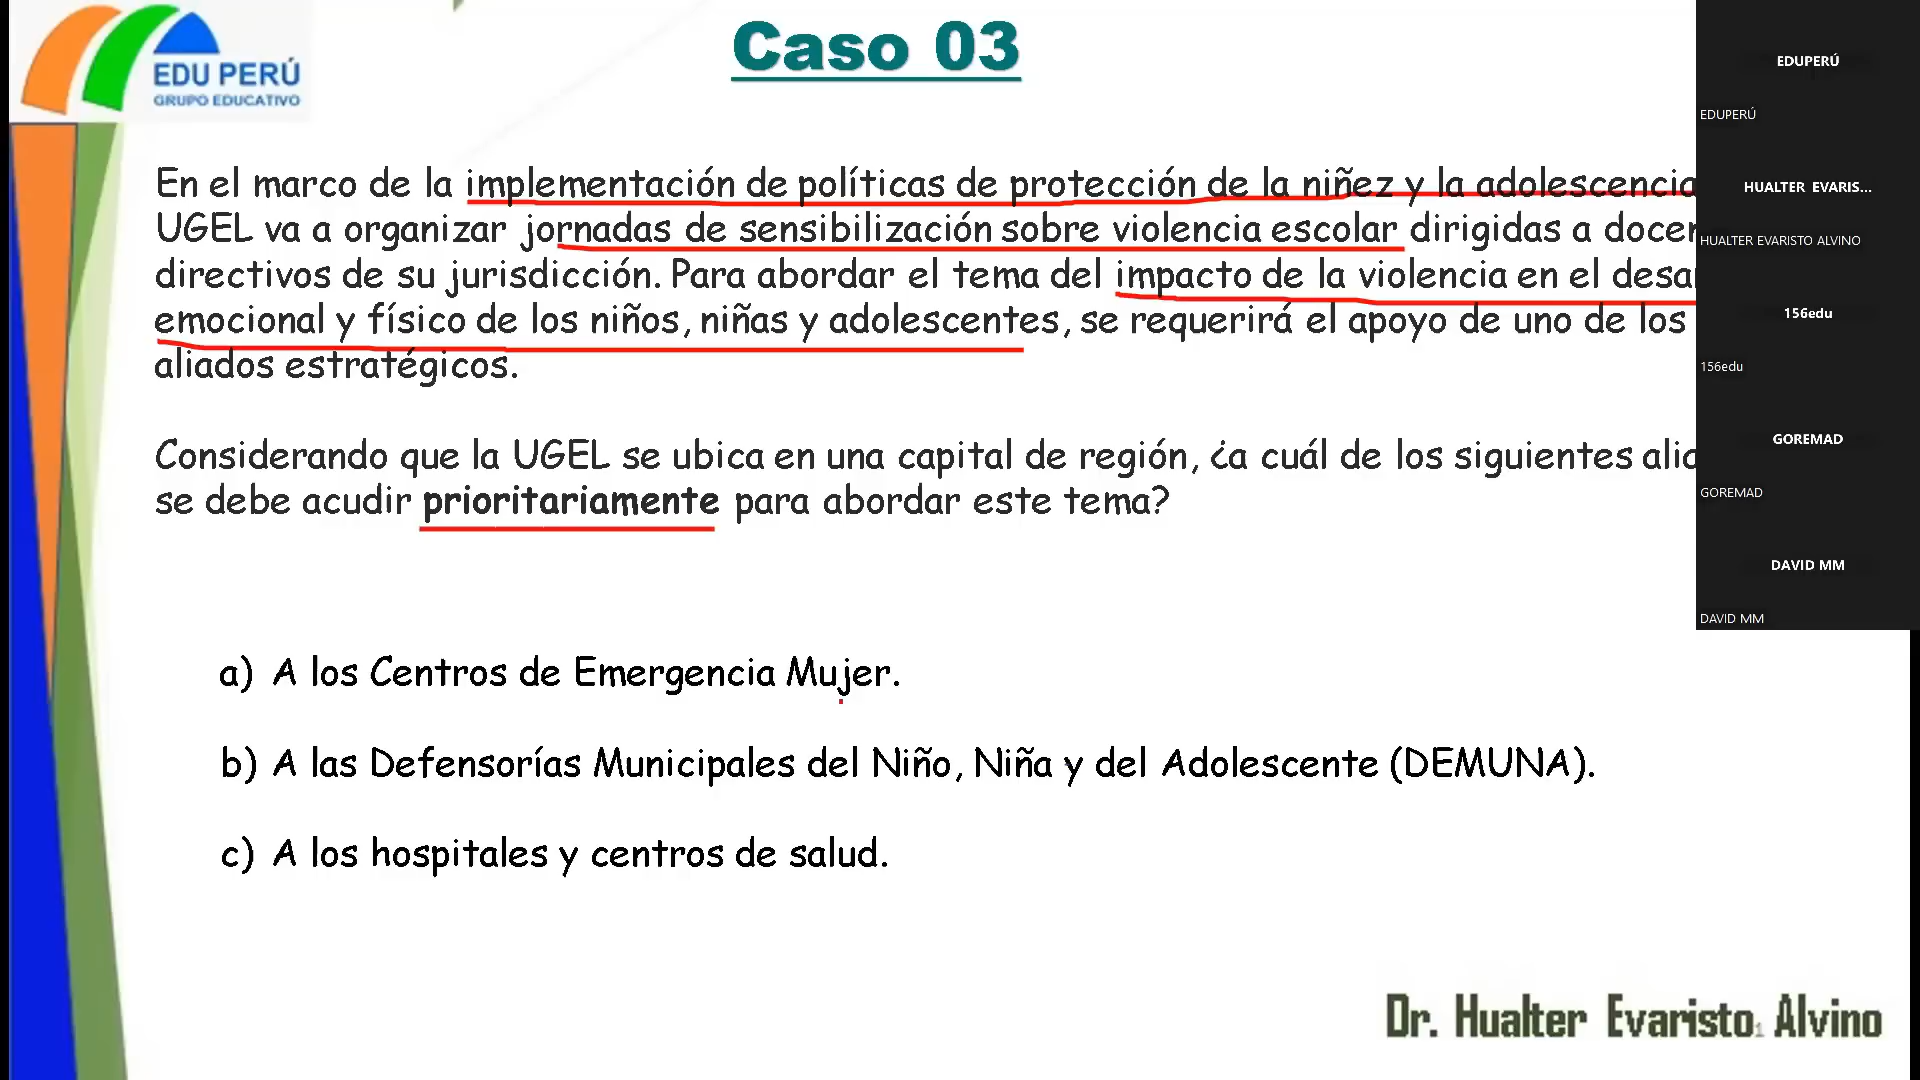 EDU PERÚ
GRUPO EDUCATIVO
Caso 03
En el marco de la implementación de políticas de protección de la niñez y la adolescencia
UGEL va a organizar jornadas de sensibilización sobre violencia escolar dirigidas a
directivos de su jurisdicción. Para abordar el tema del impacto de la violencia en el
emocional y físico de los niños, niñas y adolescentes, se requerirá el apoyo de uno de los
aliados estratégicos.
Considerando que la UGEL se ubica en una capital de región, ¿a cuál de los siguientes
se debe acudir prioritariamente para abordar este tema?
a) A los Centros de Emergencia Mujer.
b) A las Defensorías Municipales del Niño, Niña y del Adolescente (DEMUNA).
c) A los hospitales y centros de salud.
Dr. Hualter Evaristo Alvino
EDUPERÚ
EDUPERÚ
HUALTER EVARIS...
HUALTER EVARISTO ALVINO
156edu
156edu
GOREMAD
GOREMAD
DAVID MM
DAVID MM